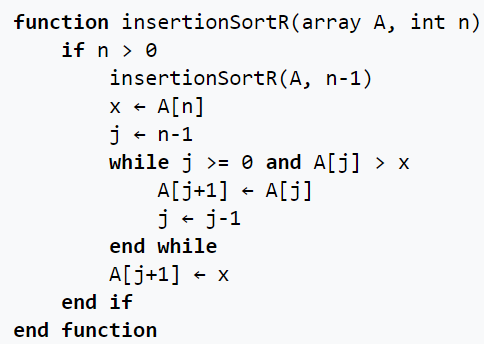 function insertionSortR(array A, int n)
    if n > 0
        insertionSortR(A, n-1)
        x ← A[n]
        j ← n-1
        while j >= 0 and A[j] > x
            A[j+1] ← A[j]
            j ← j-1
        end while
        A[j+1] ← x
    end if
end function